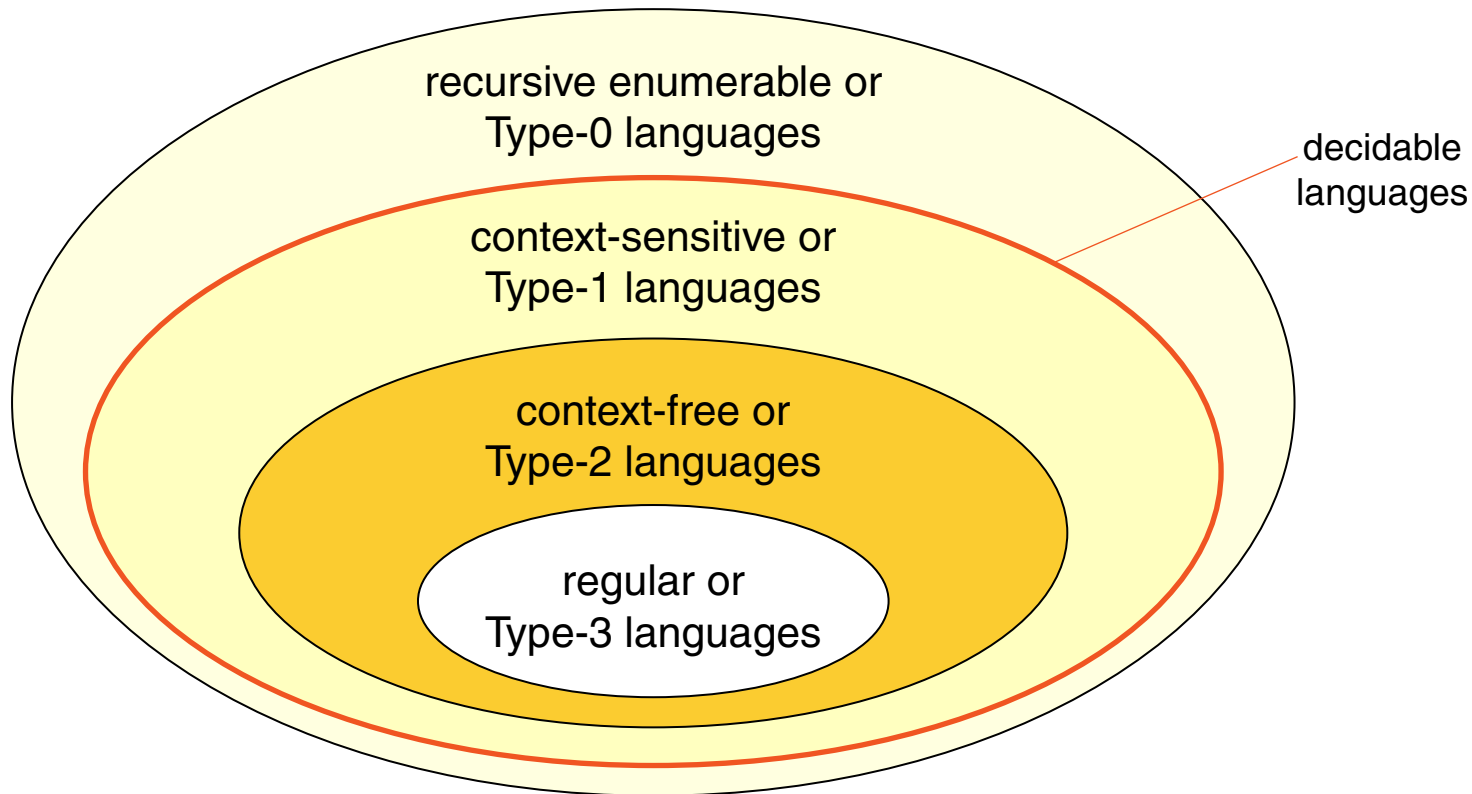 recursive enumerable or
Type-0 languages
decidable
languages
context-sensitive or
Type-1 languages
context-free or
Type-2 languages
regular or
Type-3 languages